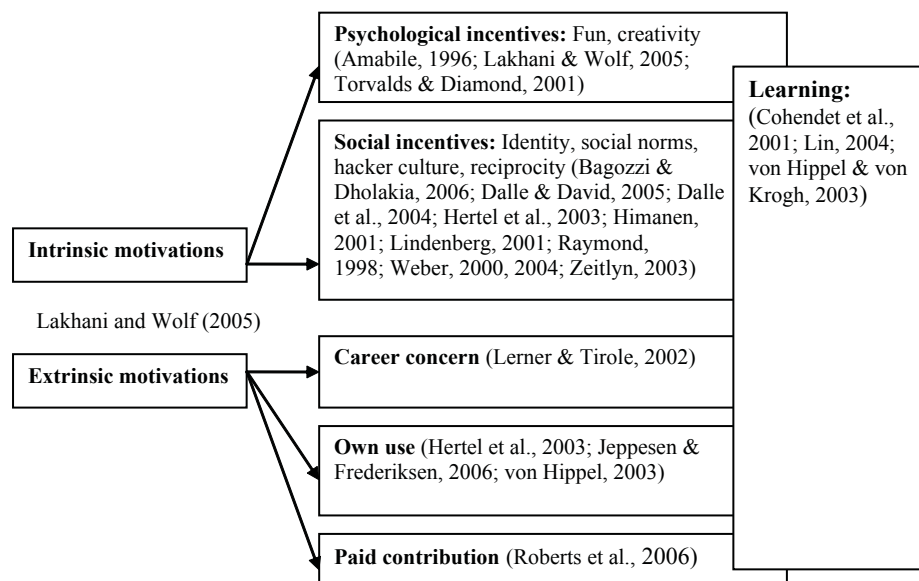 Psychological incentives: Fun, creativity
(Amabile, 1996; Lakhani & Wolf, 2005;
Torvalds & Diamond, 2001)
Learning:
(Cohendet et al.,
2001; Lin, 2004;
von Hippel & von
Krogh, 2003)
Social incentives: Identity, social norms,
hacker culture, reciprocity (Bagozzi &
Dholakia, 2006; Dalle & David, 2005; Dalle
et al., 2004; Hertel et al., 2003; Himanen,
2001; Lindenberg, 2001; Raymond,
1998; Weber, 2000, 2004; Zeitlyn, 2003)
Intrinsic motivations
Lakhani and Wolf (2005)
Extrinsic motivations
Career concern (Lerner & Tirole, 2002)
Own use (Hertel et al., 2003; Jeppesen &
Frederiksen, 2006; von Hippel, 2003)
Paid contribution (Roberts et al., 2006)